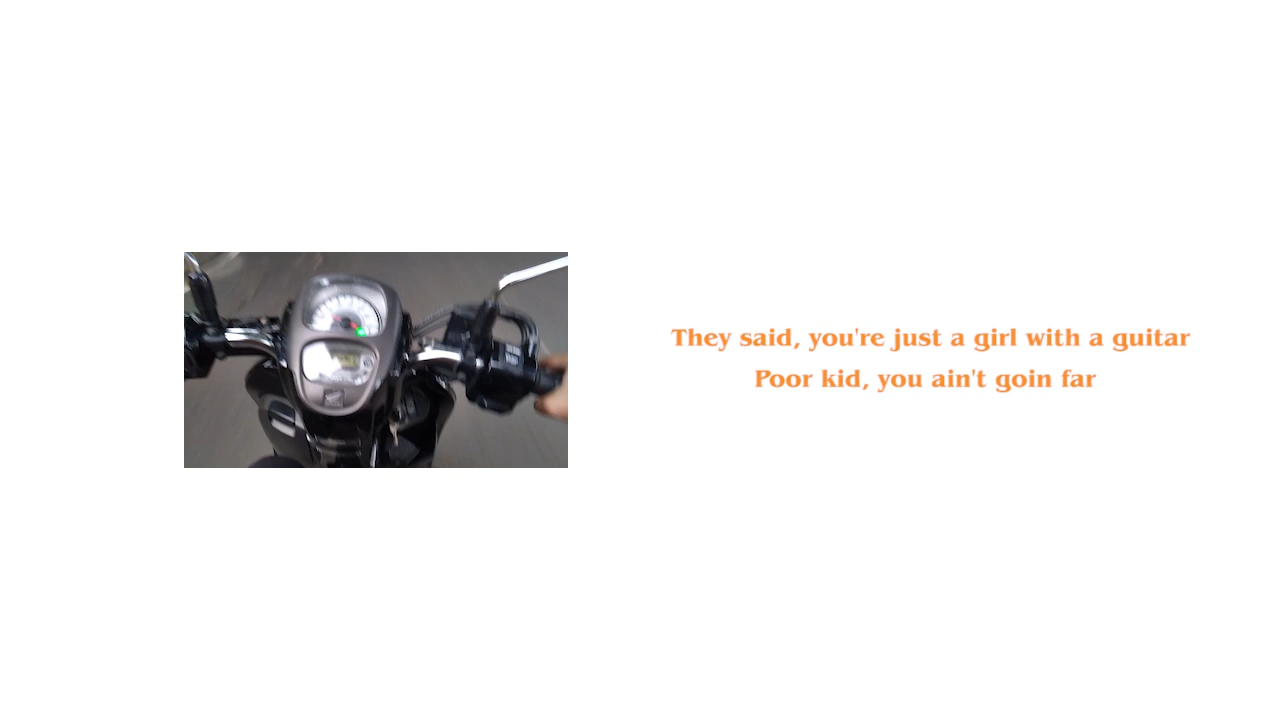 They said, you're just a girl with a guitar
Poor kid, you ain't goin far